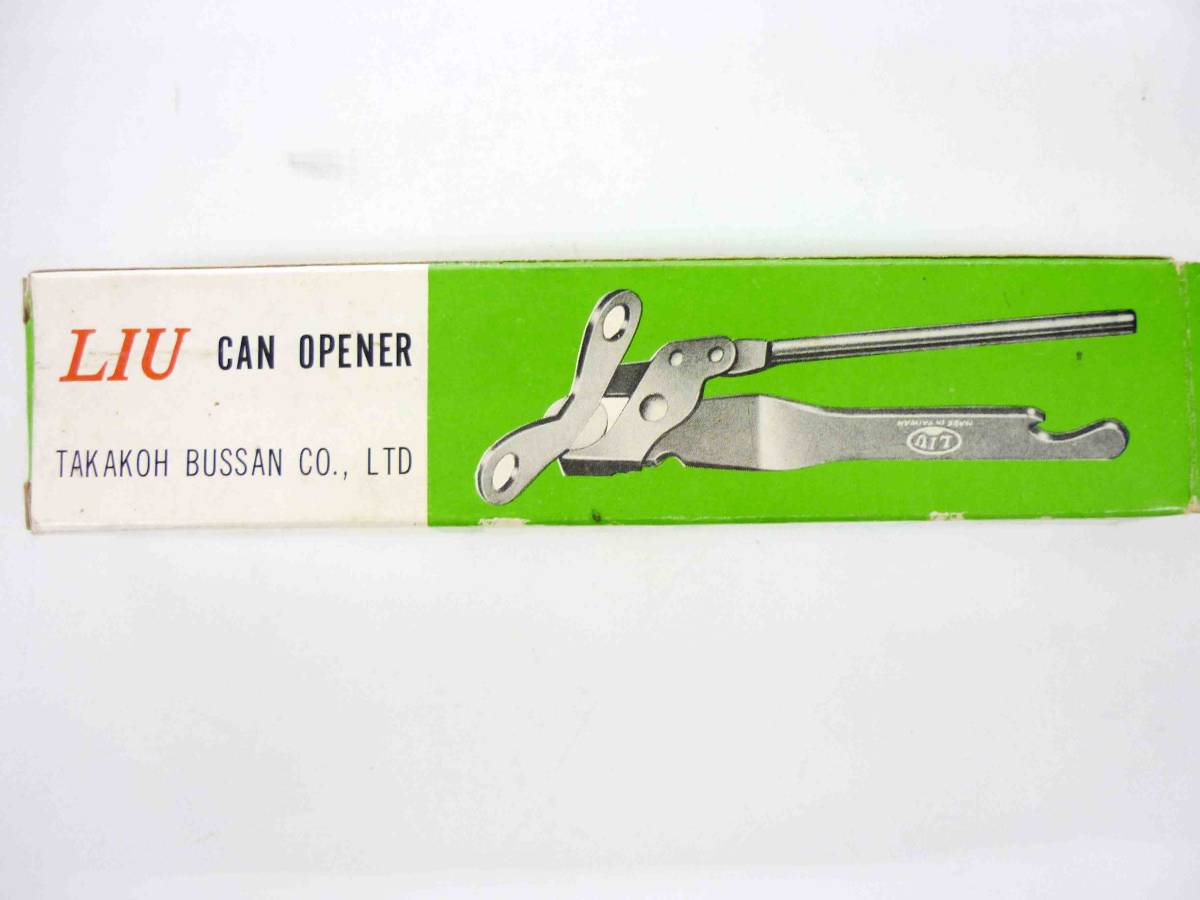 LIU CAN OPENER
TAKAKOH BUSSAN CO., LTD
LIU
MADE IN TAIWAN